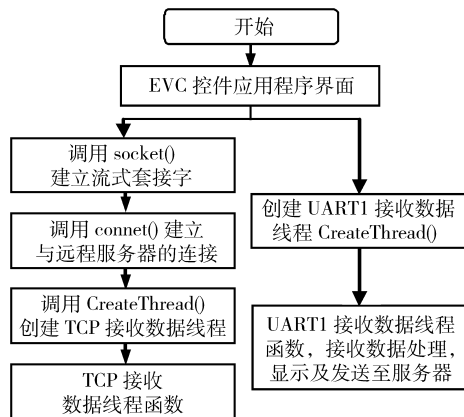 开始
EVC 控件应用程序界面
调用 socket()
建立流式套接字
调用 connet() 建立
与远程服务器的连接
调用 CreateThread()
创建 TCP 接收数据线程
TCP 接收
数据线程函数
创建 UART1 接收数据
线程 CreateThread()
UART1 接收数据线程
函数，接收数据处理，
显示及发送至服务器